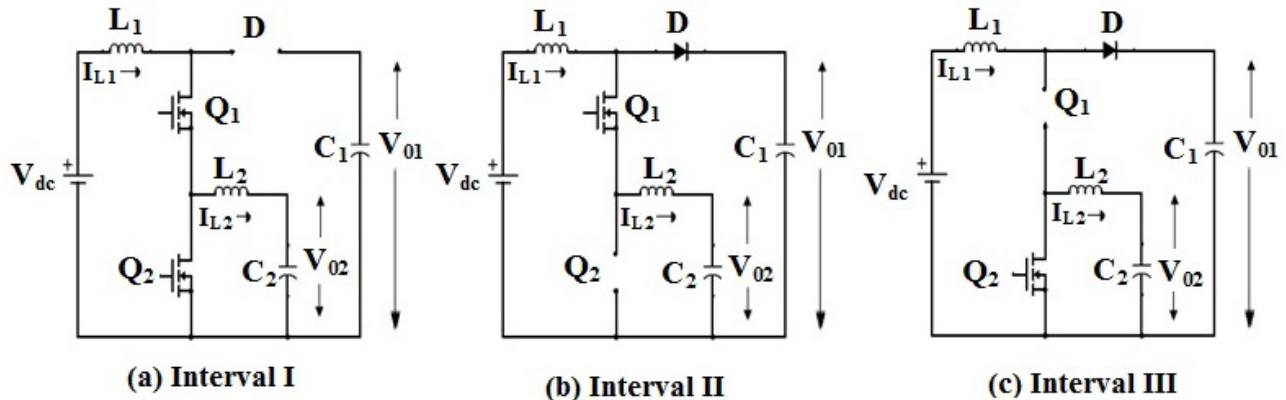 L1
D
IL1→
Q1
Vdc
+
C1
V01
L2
IL2→
Q2
C2
V02
(a) Interval I
L1
D
IL1→
Q1
Vdc
+
C1
V01
L2
IL2→
Q2
C2
V02
(b) Interval II
L1
D
IL1→
Q1
Vdc
+
C1
V01
L2
IL2→
Q2
C2
V02
(c) Interval III